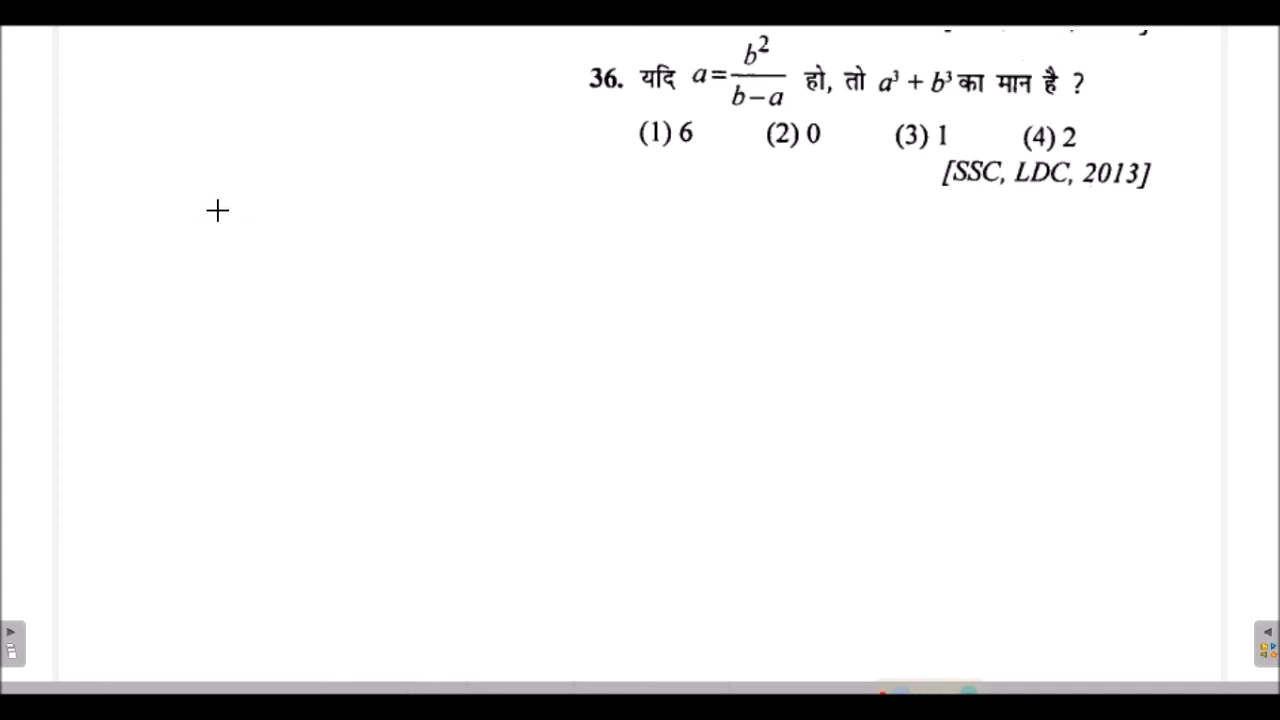 36. यदि a = b²/(b – a) हो, तो a³ + b³ का मान है ?
(1) 6 (2) 0 (3) 1 (4) 2
[SSC, LDC, 2013]